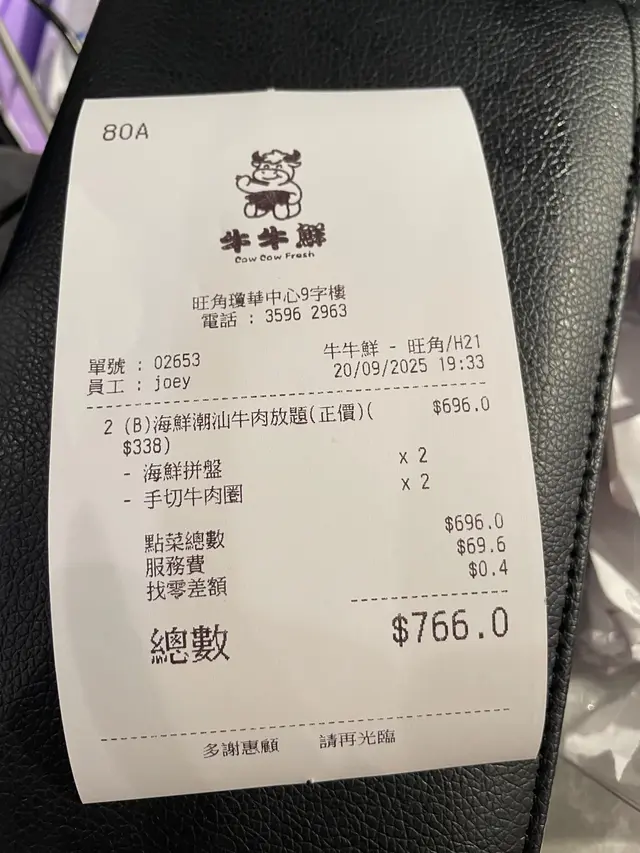 80A
牛牛鮮
Cow Cow Fresh
旺角瓊華中心9字樓
電話 : 3596 2963
單號 : 02653
牛牛鮮 - 旺角/H21
員工 : joey
20/09/2025 19:33
2 (B)海鮮潮汕牛肉放題(正價)( $696.0
$338)
- 海鮮拼盤 x 2
- 手切牛肉圈 x 2
點菜總數 $696.0
服務費 $69.6
找零差額 $0.4
總數 $766.0
多謝惠顧 請再光臨